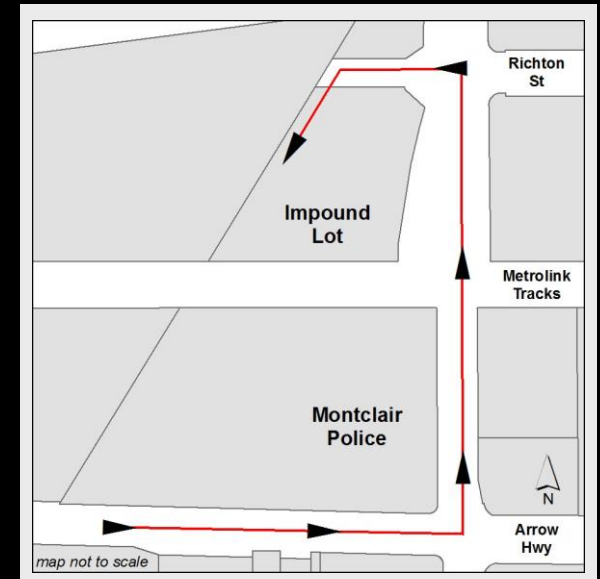 Richton
St
Impound
Lot
Metrolink
Tracks
Montclair
Police
N
Arrow
Hwy
map not to scale